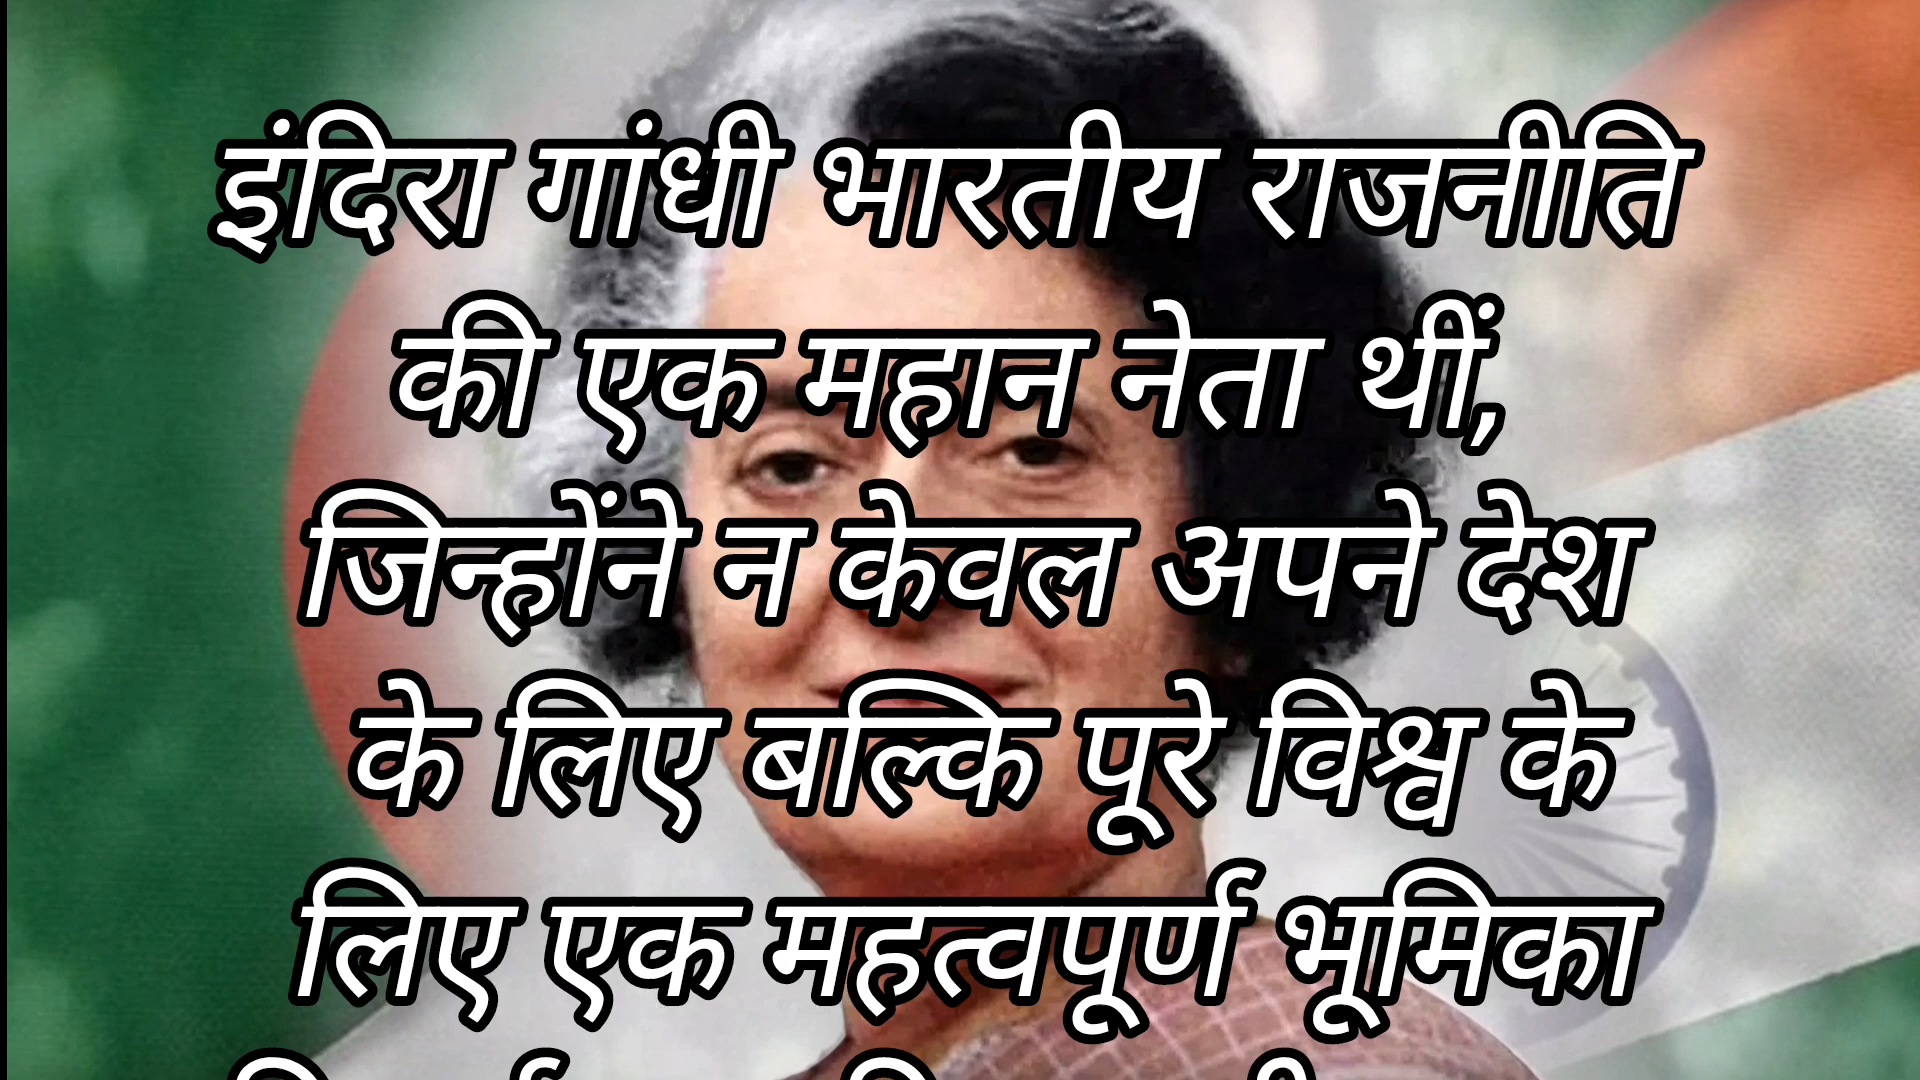 इंदिरा गांधी भारतीय राजनीति
की एक महान नेता थीं,
जिन्होंने न केवल अपने देश
के लिए बल्कि पूरे विश्व के
लिए एक महत्वपूर्ण भूमिका